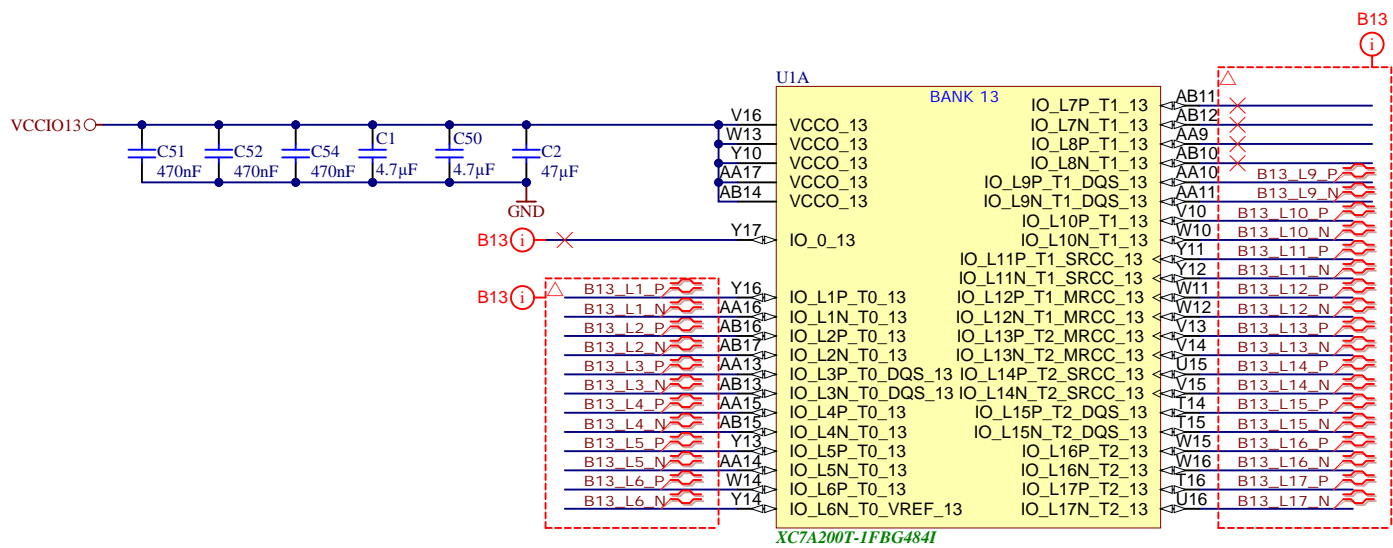 B13
U1A
BANK 13
VCCIO13
C51
470nF
C52
470nF
C54
470nF
C1
4.7µF
C50
4.7µF
C2
47µF
GND
V16 VCCO_13
W13 VCCO_13
Y10 VCCO_13
AA17 VCCO_13
AB14 VCCO_13
B13 Y17 IO_0_13
B13
B13_L1_P Y16 IO_L1P_T0_13
B13_L1_N AA16 IO_L1N_T0_13
B13_L2_P AB16 IO_L2P_T0_13
B13_L2_N AB17 IO_L2N_T0_13
B13_L3_P AA13 IO_L3P_T0_DQS_13
B13_L3_N AB13 IO_L3N_T0_DQS_13
B13_L4_P AA15 IO_L4P_T0_13
B13_L4_N AB15 IO_L4N_T0_13
B13_L5_P Y13 IO_L5P_T0_13
B13_L5_N AA14 IO_L5N_T0_13
B13_L6_P W14 IO_L6P_T0_13
B13_L6_N Y14 IO_L6N_T0_VREF_13
IO_L7P_T1_13 AB11
IO_L7N_T1_13 AB12
IO_L8P_T1_13 AA9
IO_L8N_T1_13 AB10
IO_L9P_T1_DQS_13 AA10 B13_L9_P
IO_L9N_T1_DQS_13 AA11 B13_L9_N
IO_L10P_T1_13 V10 B13_L10_P
IO_L10N_T1_13 W10 B13_L10_N
IO_L11P_T1_SRCC_13 Y11 B13_L11_P
IO_L11N_T1_SRCC_13 Y12 B13_L11_N
IO_L12P_T1_MRCC_13 W11 B13_L12_P
IO_L12N_T1_MRCC_13 W12 B13_L12_N
IO_L13P_T2_MRCC_13 V13 B13_L13_P
IO_L13N_T2_MRCC_13 V14 B13_L13_N
IO_L14P_T2_SRCC_13 U15 B13_L14_P
IO_L14N_T2_SRCC_13 V15 B13_L14_N
IO_L15P_T2_DQS_13 T14 B13_L15_P
IO_L15N_T2_DQS_13 T15 B13_L15_N
IO_L16P_T2_13 W15 B13_L16_P
IO_L16N_T2_13 W16 B13_L16_N
IO_L17P_T2_13 T16 B13_L17_P
IO_L17N_T2_13 U16 B13_L17_N
XC7A200T-1FBG484I